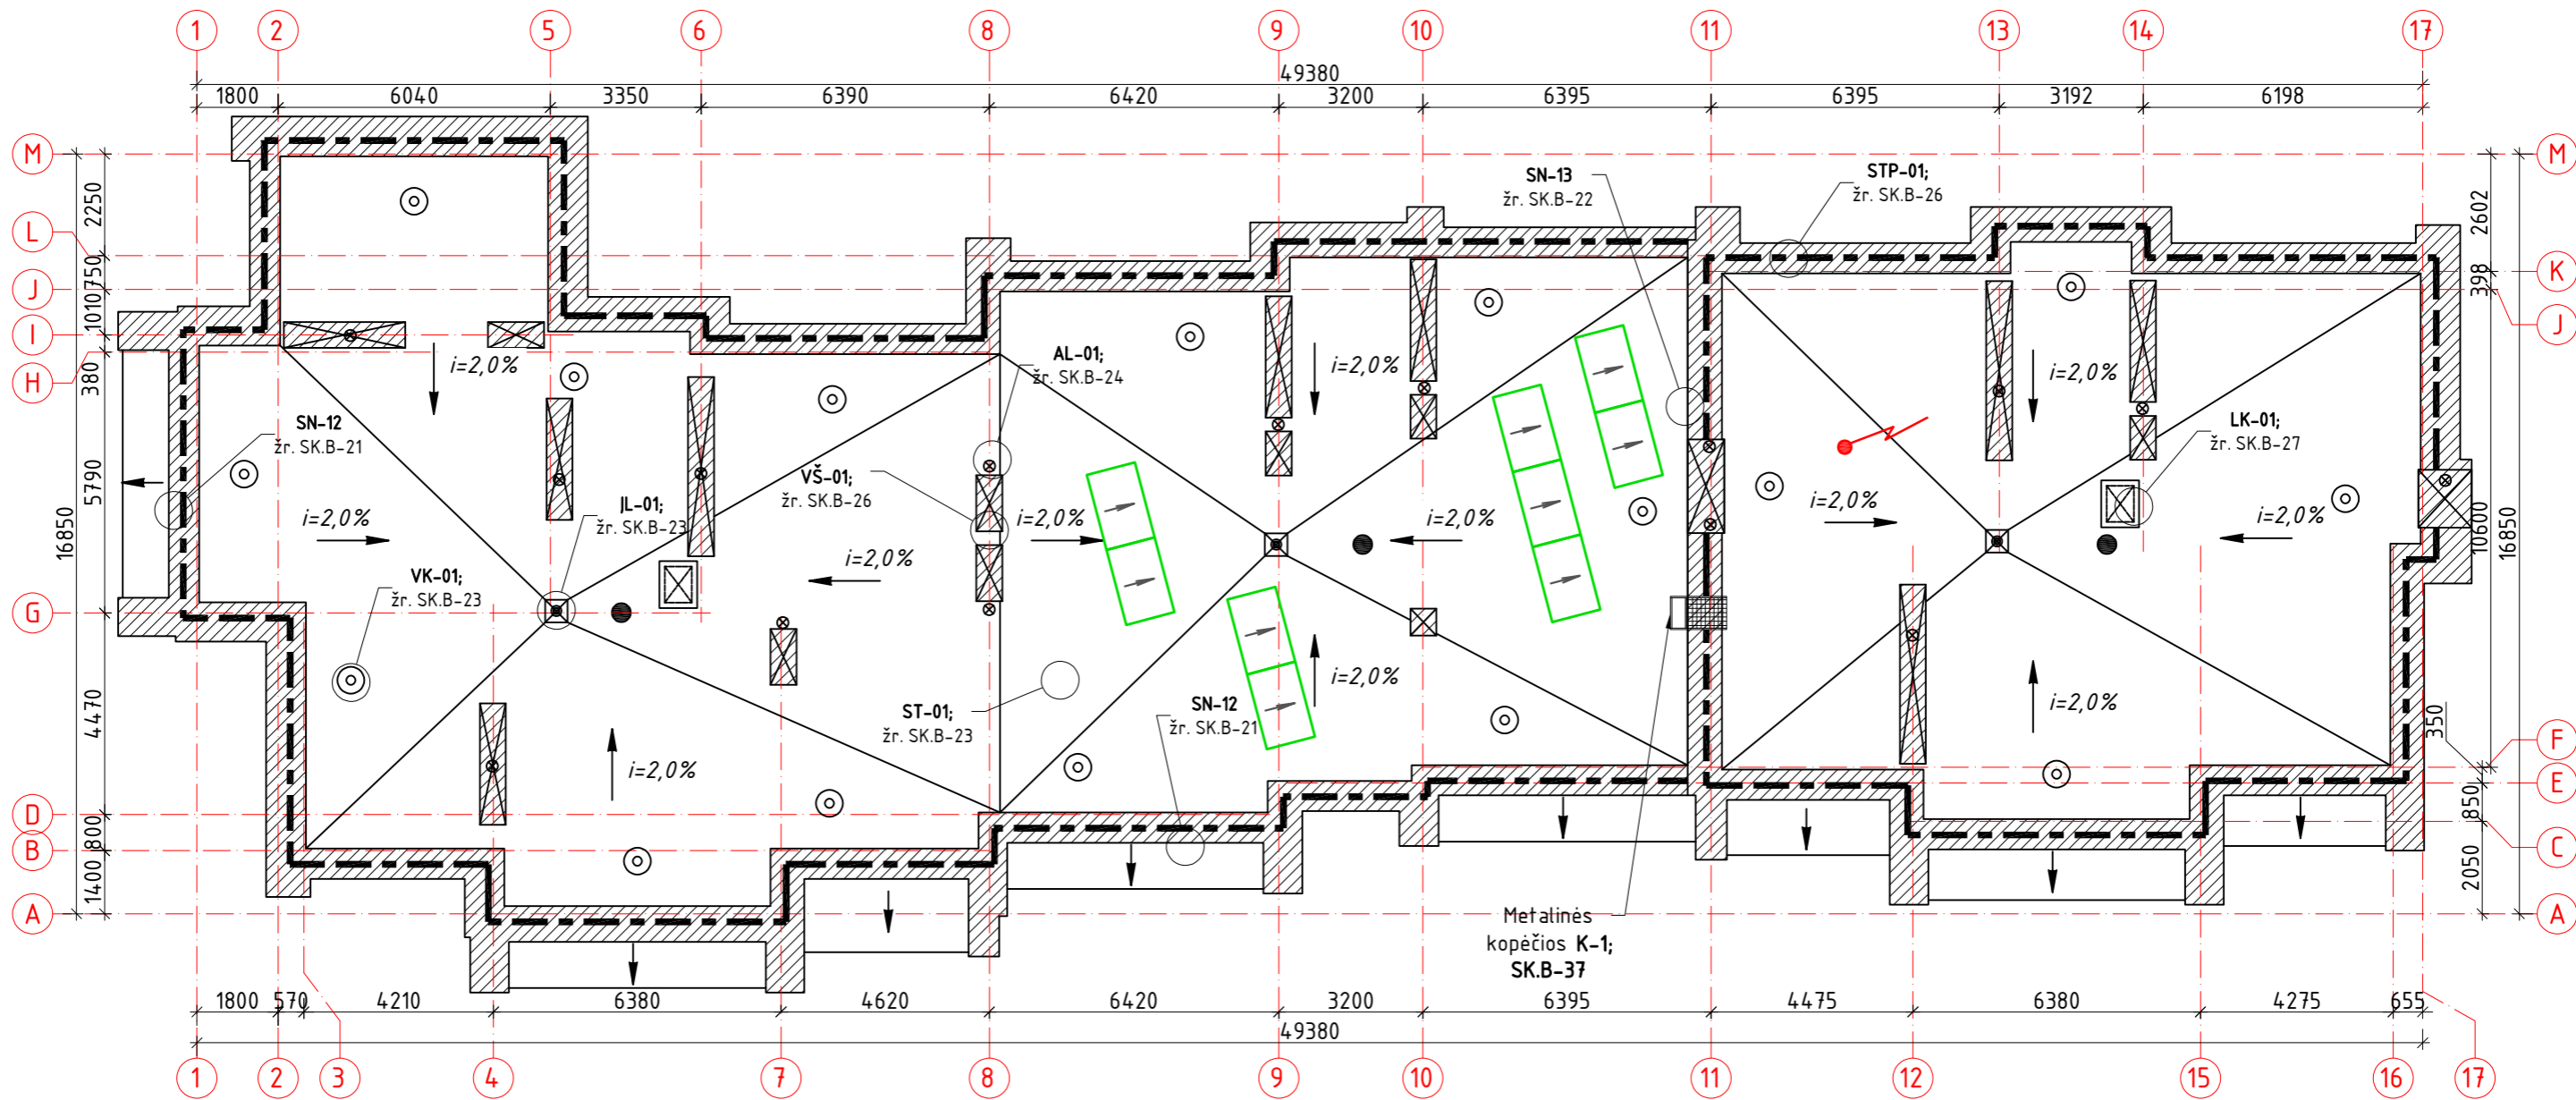 1 2 5 6 8 9 10 11 13 14 17
49380
1800 6040 3350 6390 6420 3200 6395 6395 3192 6198
M M
L
K
J
J
I
H
G
F
E
D
C
B
A A
2250
750
1010
380
5790
4470
800
1400
16850
2602
398
10600
16850
350
850
2050
SN-13
žr. SK.B-22
STP-01;
žr. SK.B-26
AL-01;
žr. SK.B-24
SN-12
žr. SK.B-21
VŠ-01;
žr. SK.B-26
LK-01;
žr. SK.B-27
JL-01;
žr. SK.B-23
VK-01;
žr. SK.B-23
ST-01;
žr. SK.B-23
SN-12
žr. SK.B-21
i=2,0% i=2,0% i=2,0%
i=2,0% i=2,0% i=2,0% i=2,0% i=2,0%
i=2,0%
i=2,0% i=2,0%
i=2,0%
Metalinės
kopėčios K-1;
SK.B-37
1800 570 4210 6380 4620 6420 3200 6395 4475 6380 4275 655
49380
1 2 3 4 7 8 9 10 11 12 15 16 17